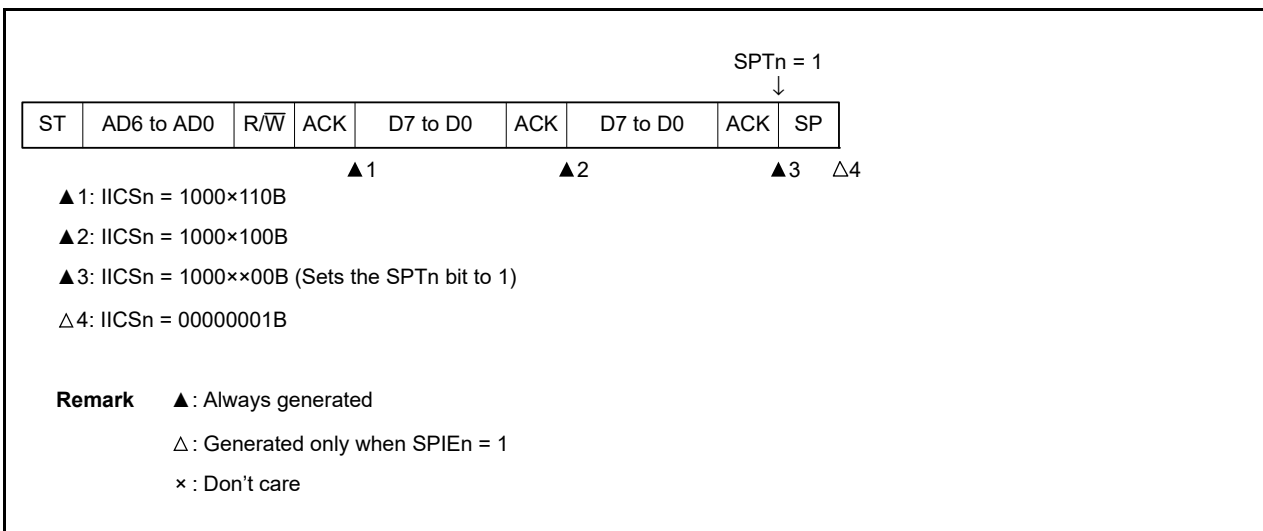 SPTn = 1
↓
ST AD6 to AD0 R/W̅ ACK D7 to D0 ACK D7 to D0 ACK SP
▲1 ▲2 ▲3 △4
▲1: IICSn = 1000×110B
▲2: IICSn = 1000×100B
▲3: IICSn = 1000××00B (Sets the SPTn bit to 1)
△4: IICSn = 00000001B
Remark ▲: Always generated
△: Generated only when SPIEn = 1
×: Don't care